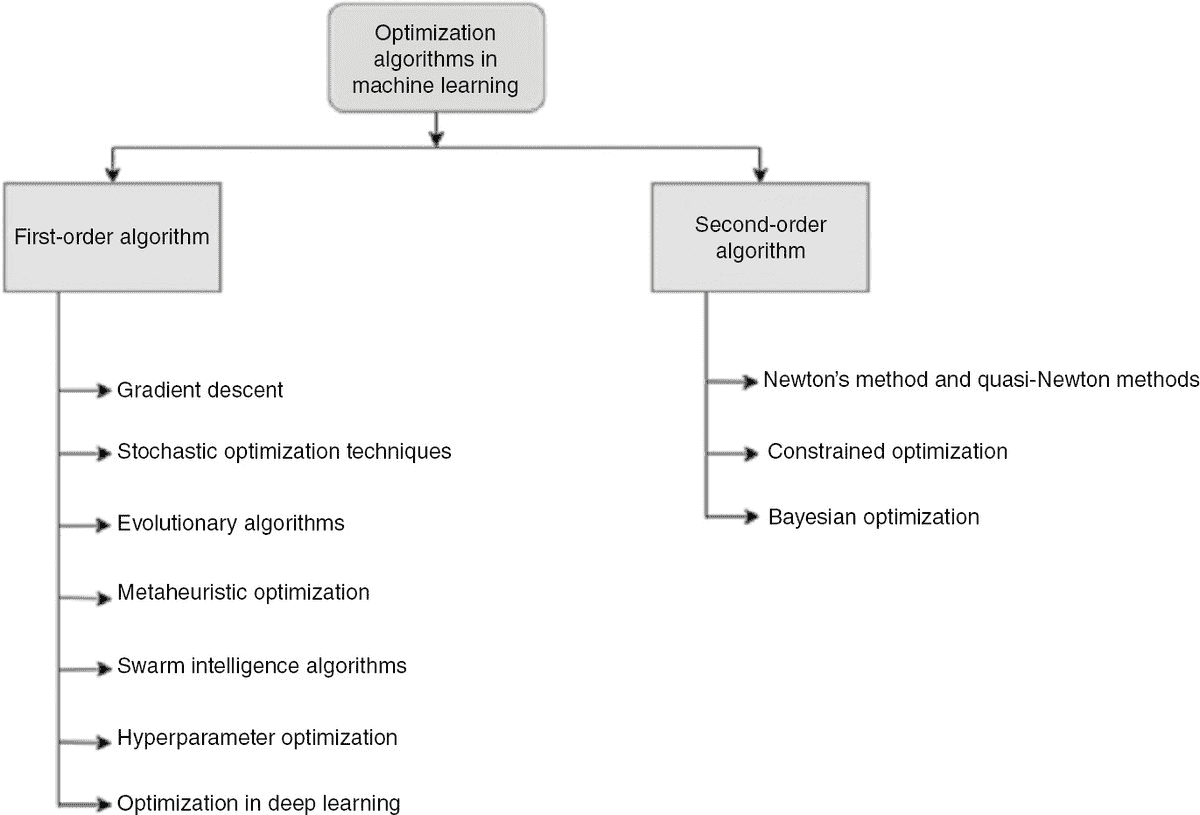 Optimization
algorithms in
machine learning
First-order algorithm
Gradient descent
Stochastic optimization techniques
Evolutionary algorithms
Metaheuristic optimization
Swarm intelligence algorithms
Hyperparameter optimization
Optimization in deep learning
Second-order
algorithm
Newton’s method and quasi-Newton methods
Constrained optimization
Bayesian optimization